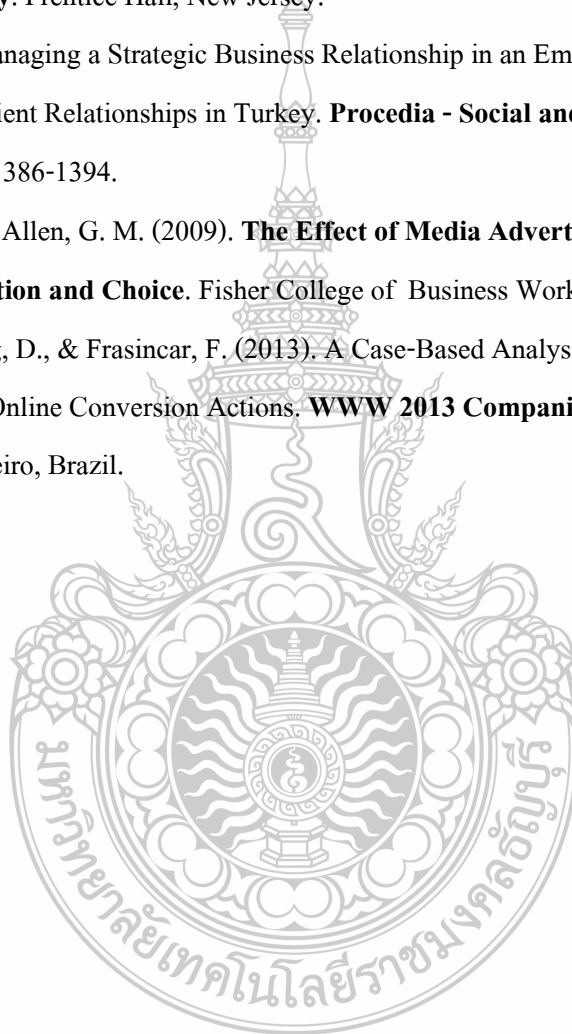 y. Prentice Hall, New Jersey.
anaging a Strategic Business Relationship in an Em
ient Relationships in Turkey. Procedia - Social and
386-1394.
Allen, G. M. (2009). The Effect of Media Advert
tion and Choice. Fisher College of Business Work
g, D., & Frasincar, F. (2013). A Case-Based Analys
Online Conversion Actions. WWW 2013 Compani
eiro, Brazil.
มหาวิทยาลัยเทคโนโลยีราชมงคลธัญบุรี